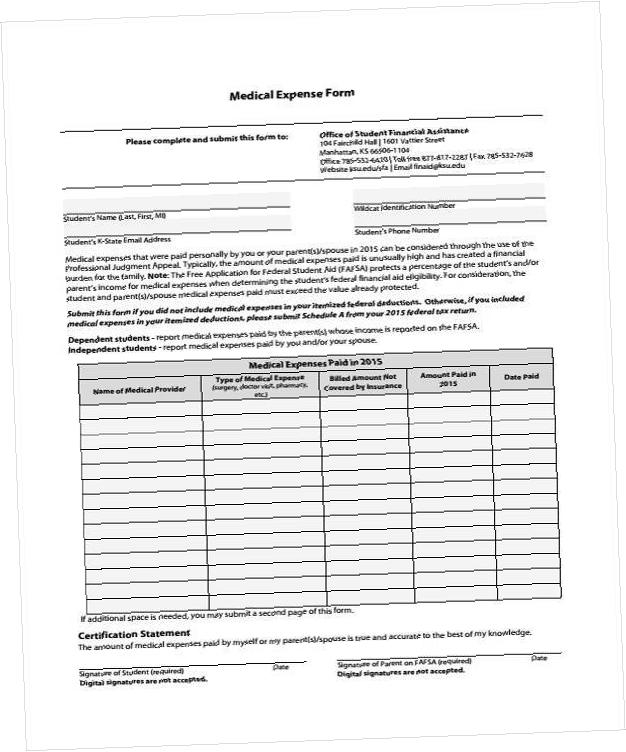 Medical Expense Form
Please complete and submit this form to:
Office of Student Financial Assistance
104 Fairchild Hall | 1601 Vattier Street
Manhattan, KS 66506-1104
Office 785-532-6420 | Toll free 877-817-2287 | Fax 785-532-7628
Website ksu.edu/sfa | Email finaid@ksu.edu
Student's Name (Last, First, MI)
Wildcat Identification Number
Student's K-State Email Address
Student's Phone Number
Medical expenses that were paid personally by you or your parent(s)/spouse in 2015 can be considered through the use of the
Professional Judgment Appeal. Typically, the amount of medical expenses paid is unusually high and has created a financial
burden for the family. Note: The Free Application for Federal Student Aid (FAFSA) protects a percentage of the student's and/or
parent's income for medical expenses when determining the student's federal financial aid eligibility. For consideration, the
student and parent(s)/spouse medical expenses paid must exceed the value already protected.
Submit this form if you did not include medical expenses in your itemized federal deductions. Otherwise, if you included
medical expenses in your itemized deductions, please submit Schedule A from your 2015 federal tax return.
Dependent students - report medical expenses paid by the parent(s) whose income is reported on the FAFSA.
Independent students - report medical expenses paid by you and/or your spouse.
Medical Expenses Paid in 2015
Name of Medical Provider
Type of Medical Expense
(surgery, doctor visit, pharmacy,
etc.)
Billed Amount Not
Covered by Insurance
Amount Paid in
2015
Date Paid
If additional space is needed, you may submit a second page of this form.
Certification Statement
The amount of medical expenses paid by myself or my parent(s)/spouse is true and accurate to the best of my knowledge.
Signature of Student (required) Date
Digital signatures are not accepted.
Signature of Parent on FAFSA (required) Date
Digital signatures are not accepted.